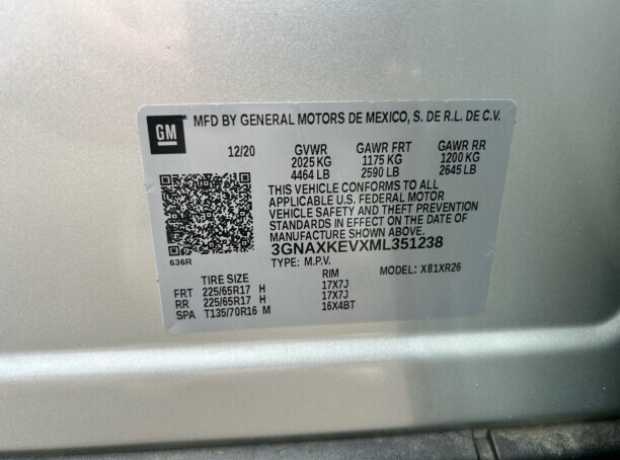 GM
MFD BY GENERAL MOTORS DE MEXICO, S. DE R.L. DE C.V.
12/20 GVWR GAWR FRT GAWR RR
2025 KG 1175 KG 1200 KG
4464 LB 2590 LB 2645 LB
THIS VEHICLE CONFORMS TO ALL
APPLICABLE U.S. FEDERAL MOTOR
VEHICLE SAFETY AND THEFT PREVENTION
STANDARDS IN EFFECT ON THE DATE OF
MANUFACTURE SHOWN ABOVE.
3GNAXKEVXML351238
636R TYPE: M.P.V. MODEL: X81XR26
TIRE SIZE RIM
FRT 225/65R17 H 17X7J
RR 225/65R17 H 17X7J
SPA T135/70R16 M 16X4BT